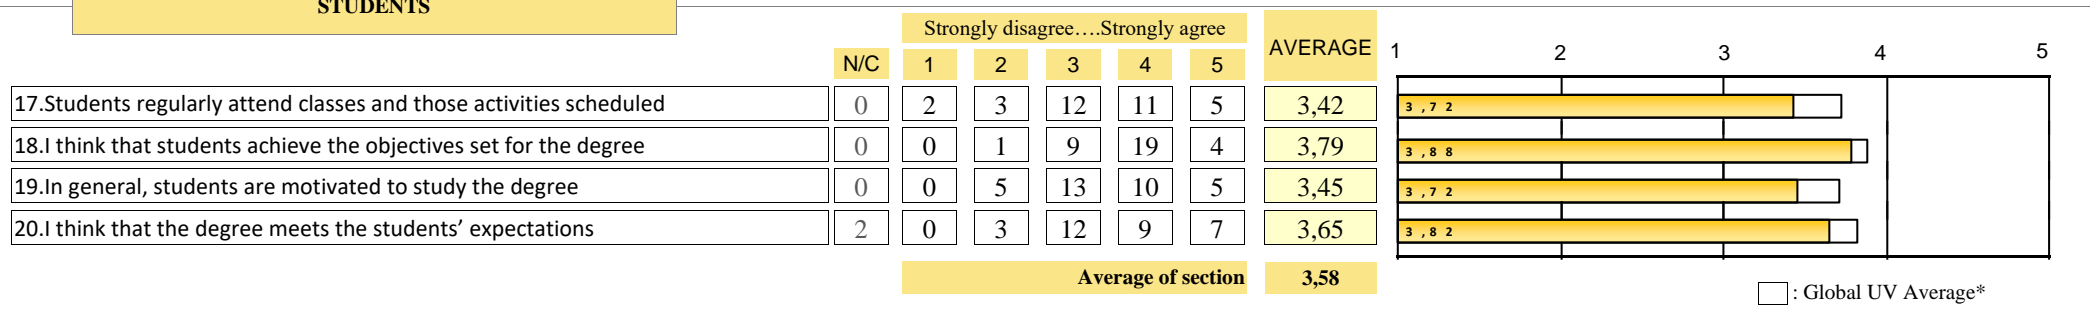 STUDENTS
Strongly disagree….Strongly agree
AVERAGE
N/C 1 2 3 4 5
1 2 3 4 5
17.Students regularly attend classes and those activities scheduled 0 2 3 12 11 5 3,42 3,72
18.I think that students achieve the objectives set for the degree 0 0 1 9 19 4 3,79 3,88
19.In general, students are motivated to study the degree 0 0 5 13 10 5 3,45 3,72
20.I think that the degree meets the students’ expectations 2 0 3 12 9 7 3,65 3,82
Average of section 3,58
: Global UV Average*